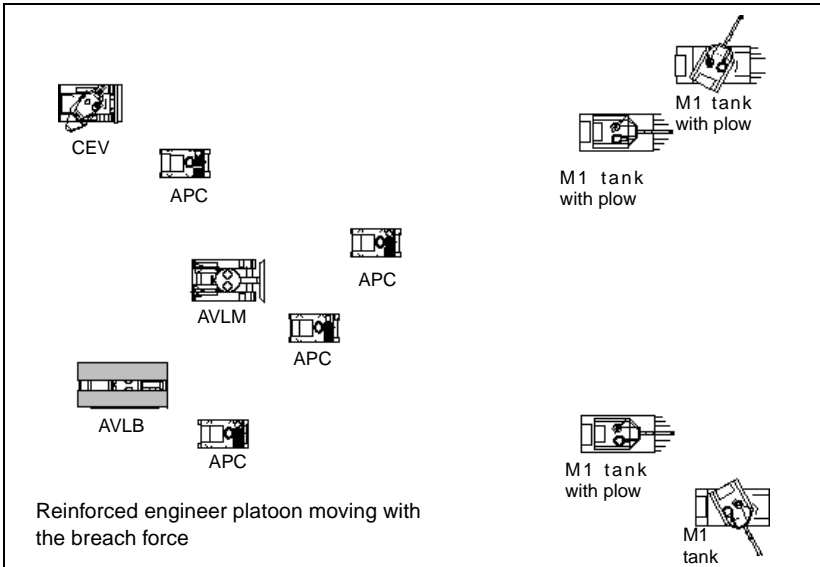 M1 tank
with plow
CEV
M1 tank
with plow
APC
APC
AVLM
APC
AVLB
APC
M1 tank
with plow
Reinforced engineer platoon moving with
the breach force
M1
tank